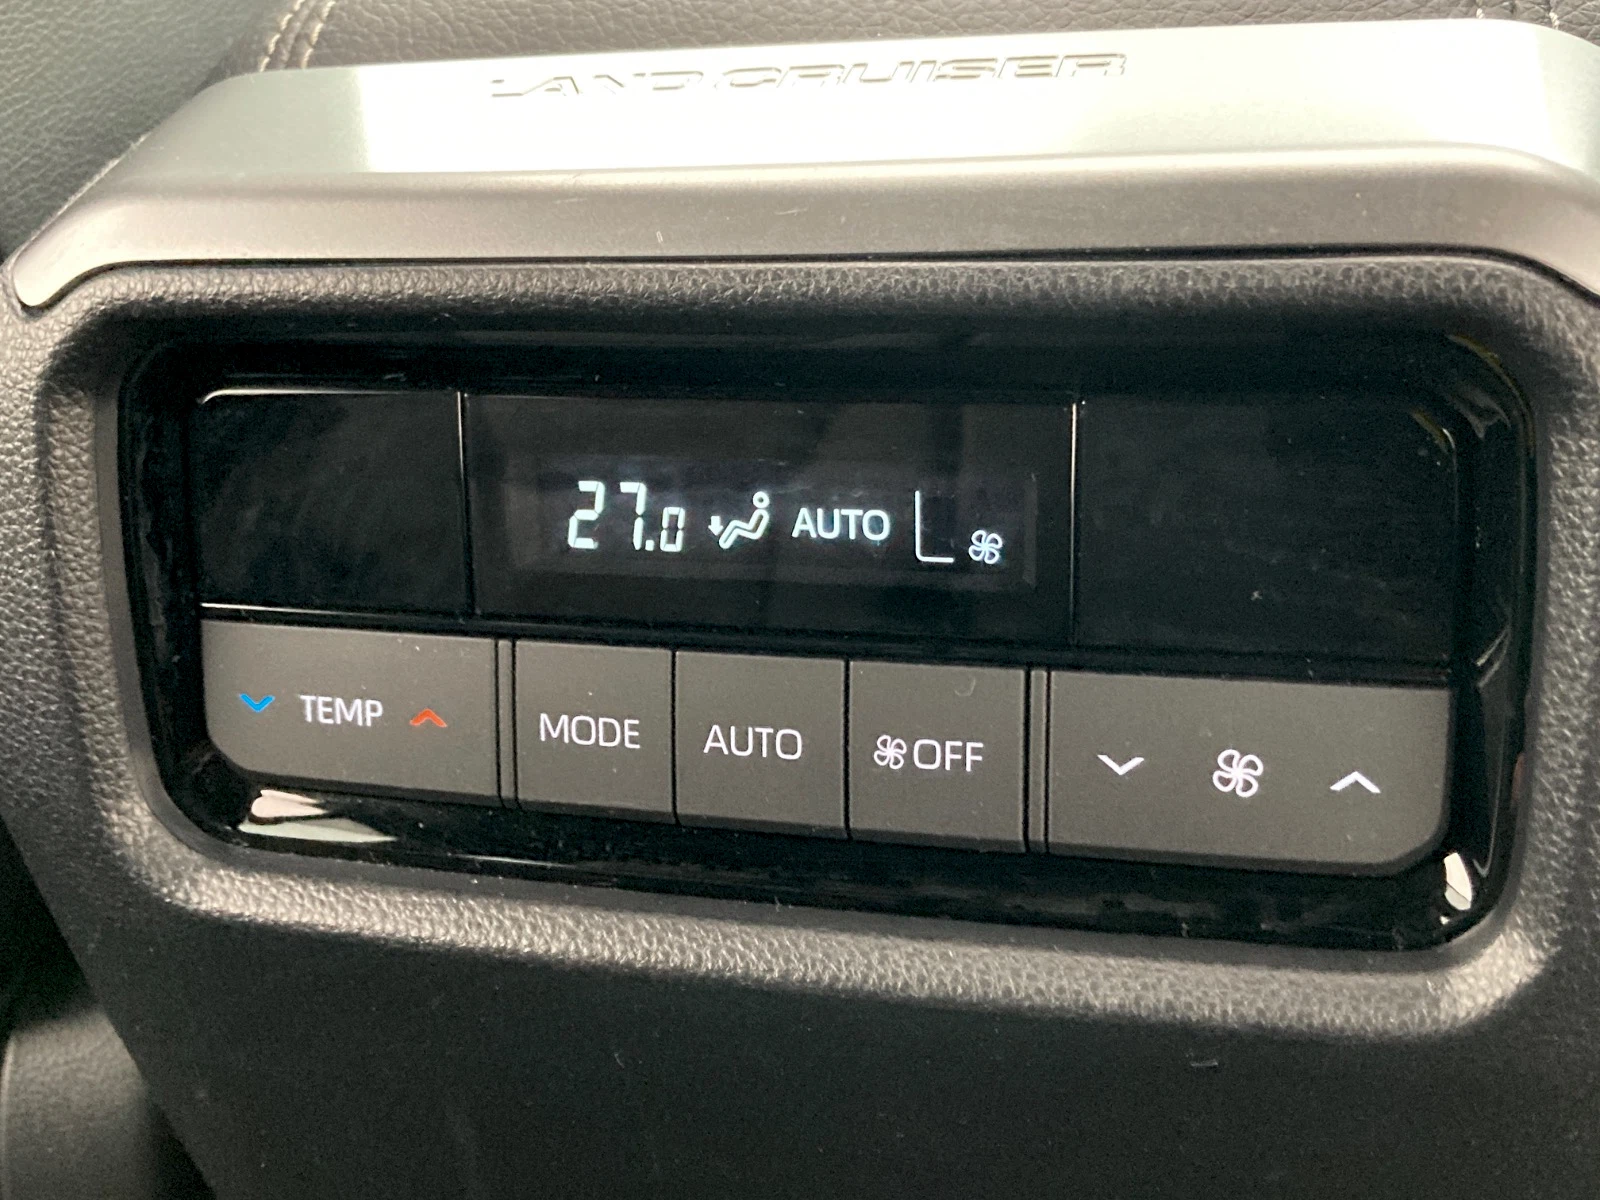 LAND CRUISER
27.0 AUTO
TEMP MODE AUTO OFF